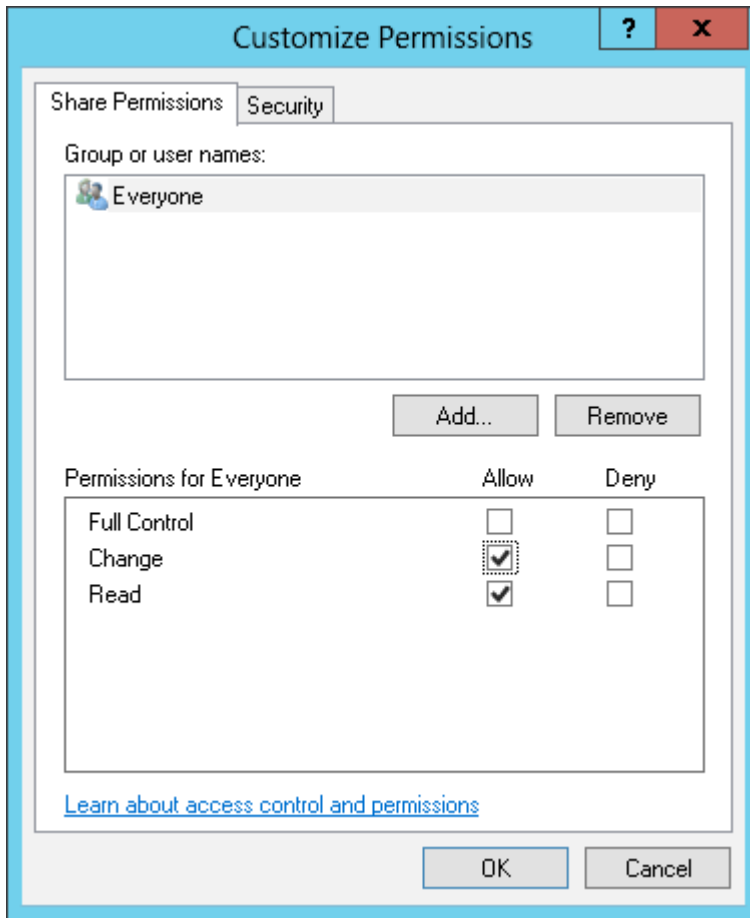 Customize Permissions ? x
Share Permissions Security
Group or user names:
Everyone
Add... Remove
Permissions for Everyone Allow Deny
Full Control
Change
Read
Learn about access control and permissions
OK Cancel